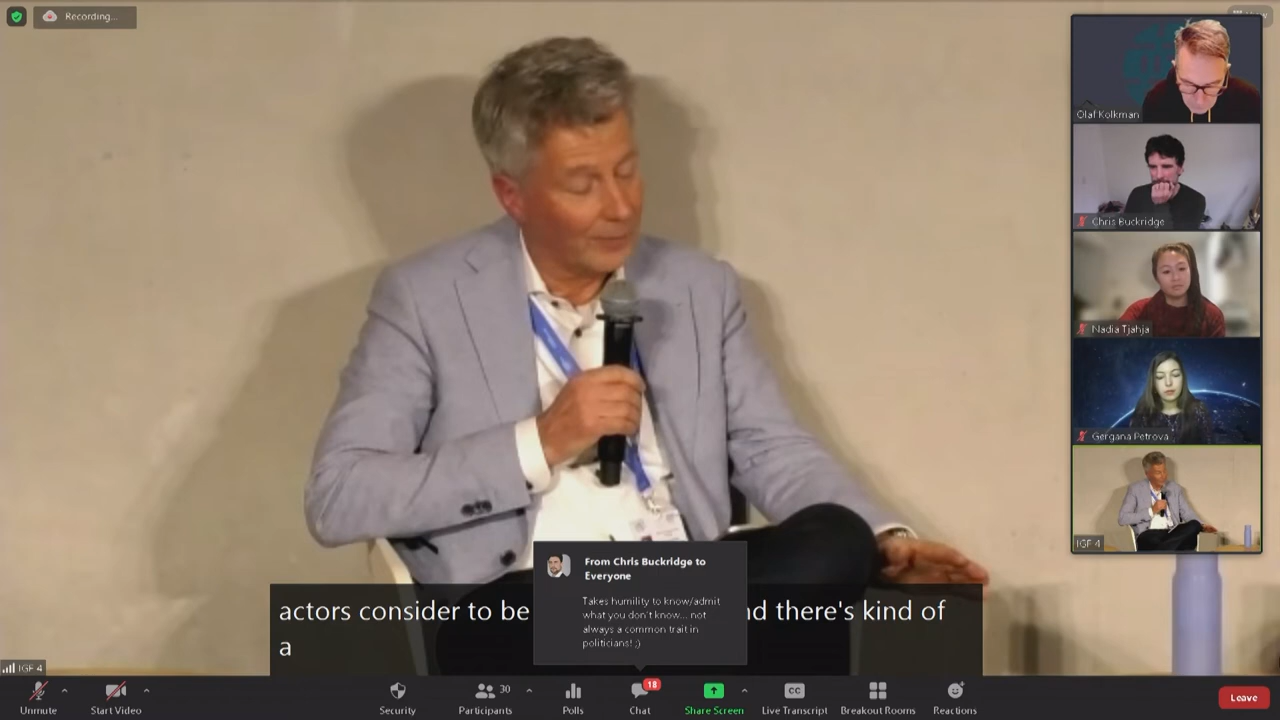 Recording...
View
Olaf Kolkman
Chris Buckridge
Nadia Tjahja
Gergana Petrova
IGF 4
From Chris Buckridge to
Everyone
Takes humility to know/admit
what you don't know... not
always a common trait in
politicians! ;)
actors consider to be
nd there's kind of
a
IGF 4
Unmute
Start Video
Security
30
Participants
Polls
18
Chat
Share Screen
CC
Live Transcript
Breakout Rooms
Reactions
Leave